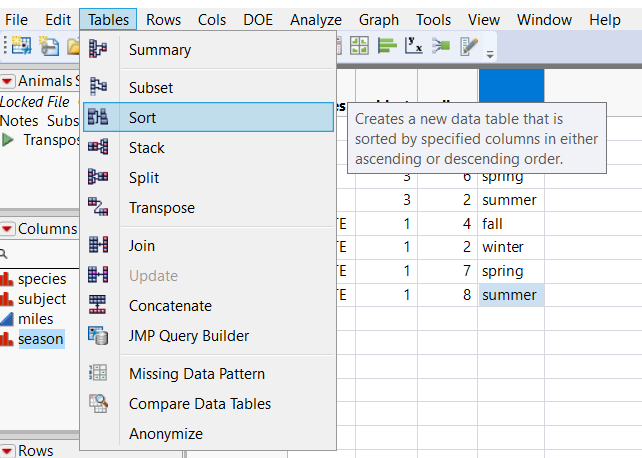 File Edit Tables Rows Cols DOE Analyze Graph Tools View Window Help
Animals S
Locked File
Notes Subs
Transpos
Columns
species
subject
miles
season
Rows
Summary
Subset
Sort
Stack
Split
Transpose
Join
Update
Concatenate
JMP Query Builder
Missing Data Pattern
Compare Data Tables
Anonymize
Creates a new data table that is
sorted by specified columns in either
ascending or descending order.
3 6 spring
3 2 summer
TE 1 4 fall
TE 1 2 winter
TE 1 7 spring
TE 1 8 summer